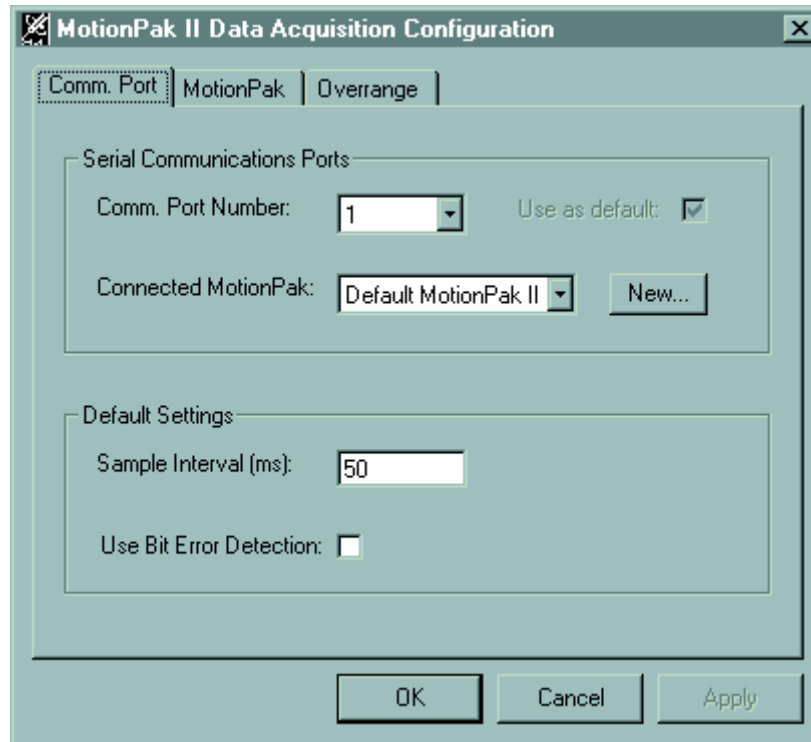 MotionPak II Data Acquisition Configuration
Comm. Port MotionPak Overrange
Serial Communications Ports
Comm. Port Number: 1 Use as default:
Connected MotionPak: Default MotionPak II New...
Default Settings
Sample Interval (ms): 50
Use Bit Error Detection:
OK Cancel Apply